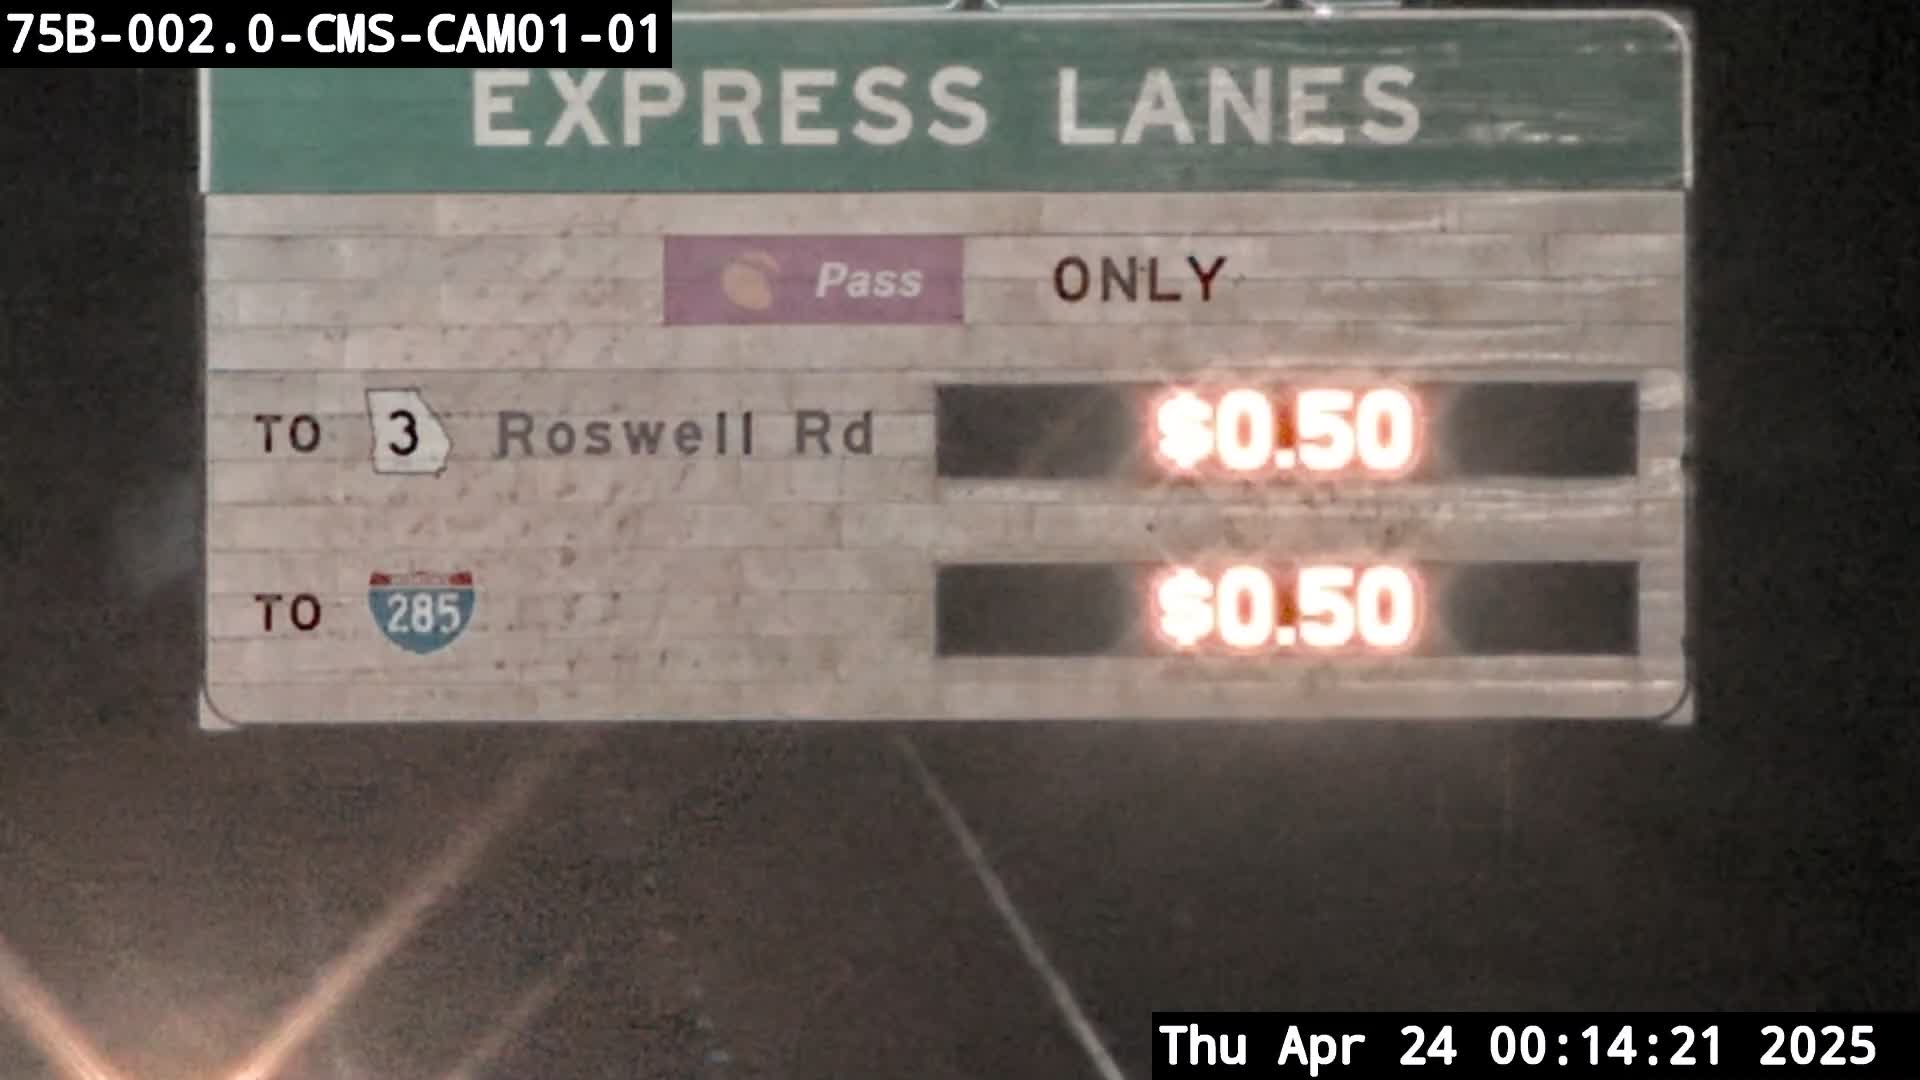 75B-002.0-CMS-CAM01-01
EXPRESS LANES
Pass ONLY
TO 3 Roswell Rd $0.50
TO 285 $0.50
Thu Apr 24 00:14:21 2025